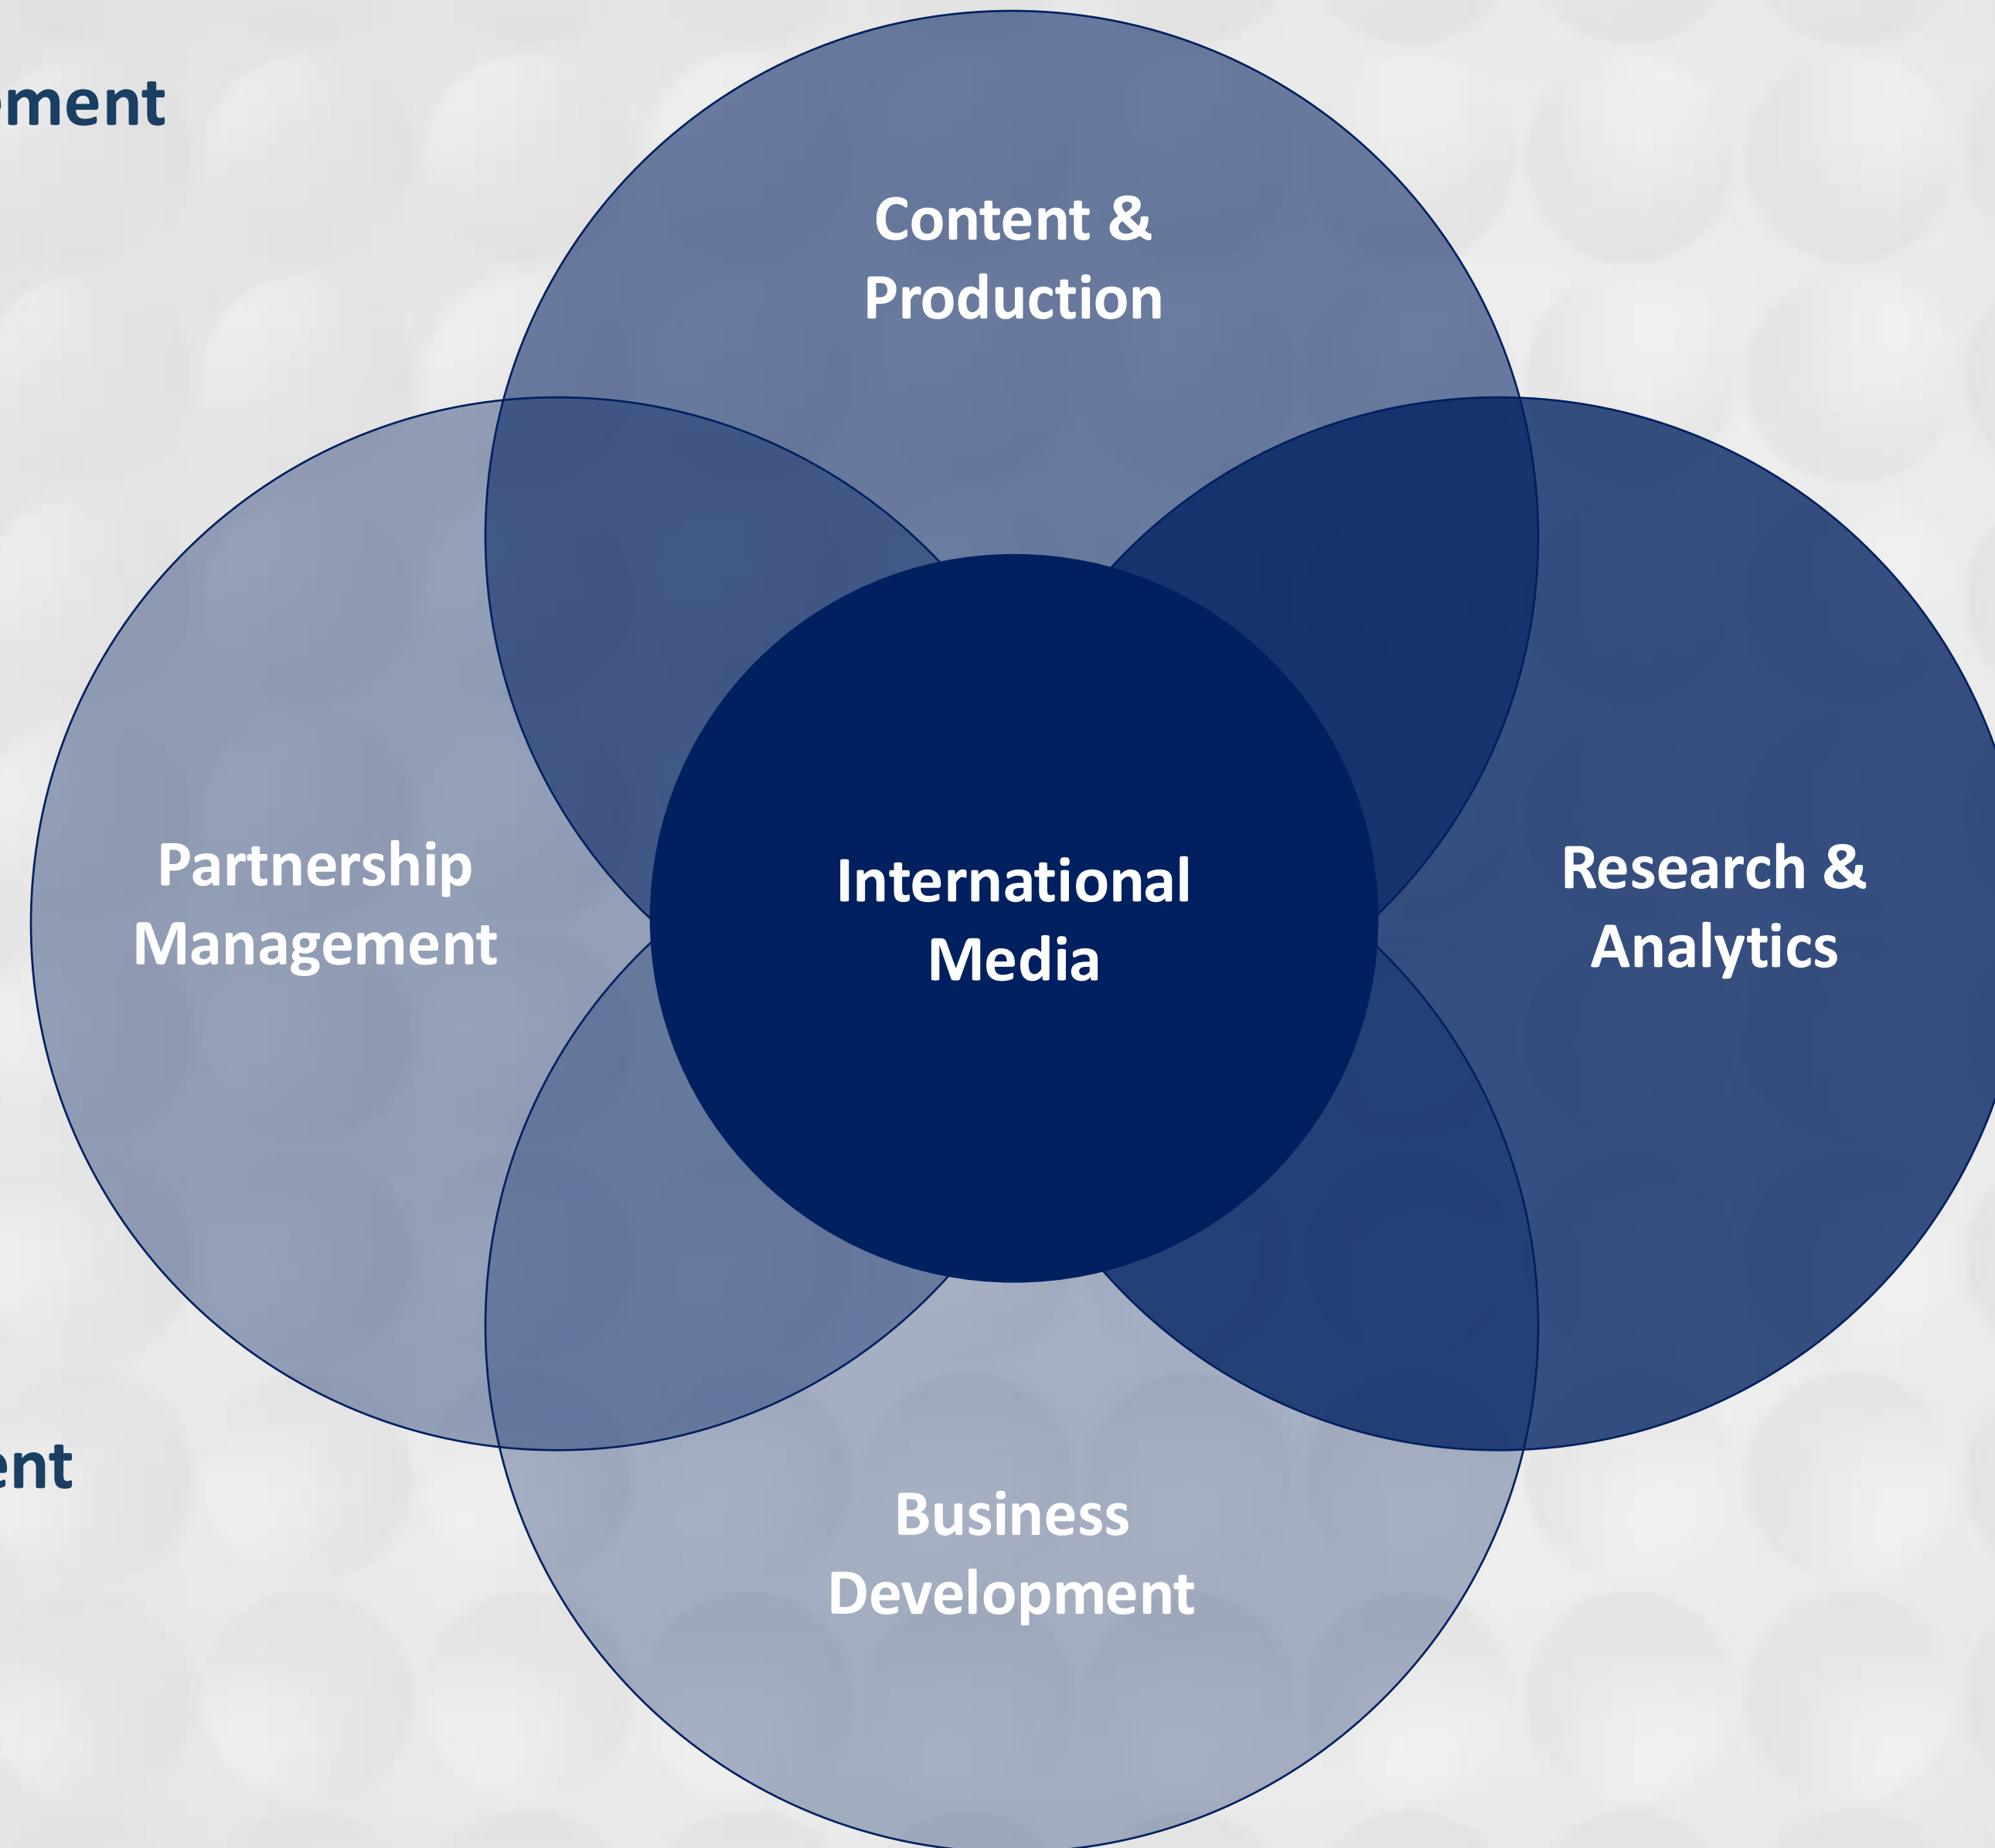 ement
Content &
Production
Partnership
Management
International
Media
Research &
Analytics
ent
Business
Development